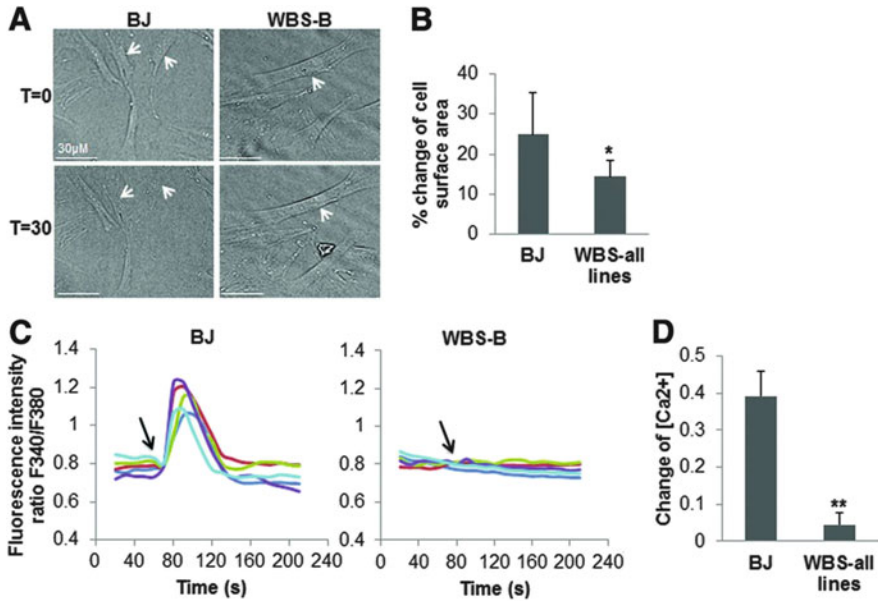 A
BJ
WBS-B
T=0
30µM
T=30
B
% change of cell
surface area
40
30
20
10
0
*
BJ
WBS-all
lines
C
BJ
Fluorescence intensity
ratio F340/F380
1.4
1.2
1
0.8
0.6
0.4
0 40 80 120 160 200 240
Time (s)
WBS-B
1.4
1.2
1
0.8
0.6
0.4
0 40 80 120 160 200 240
Time (s)
D
Change of [Ca2+]
0.5
0.4
0.3
0.2
0.1
0
**
BJ
WBS-all
lines